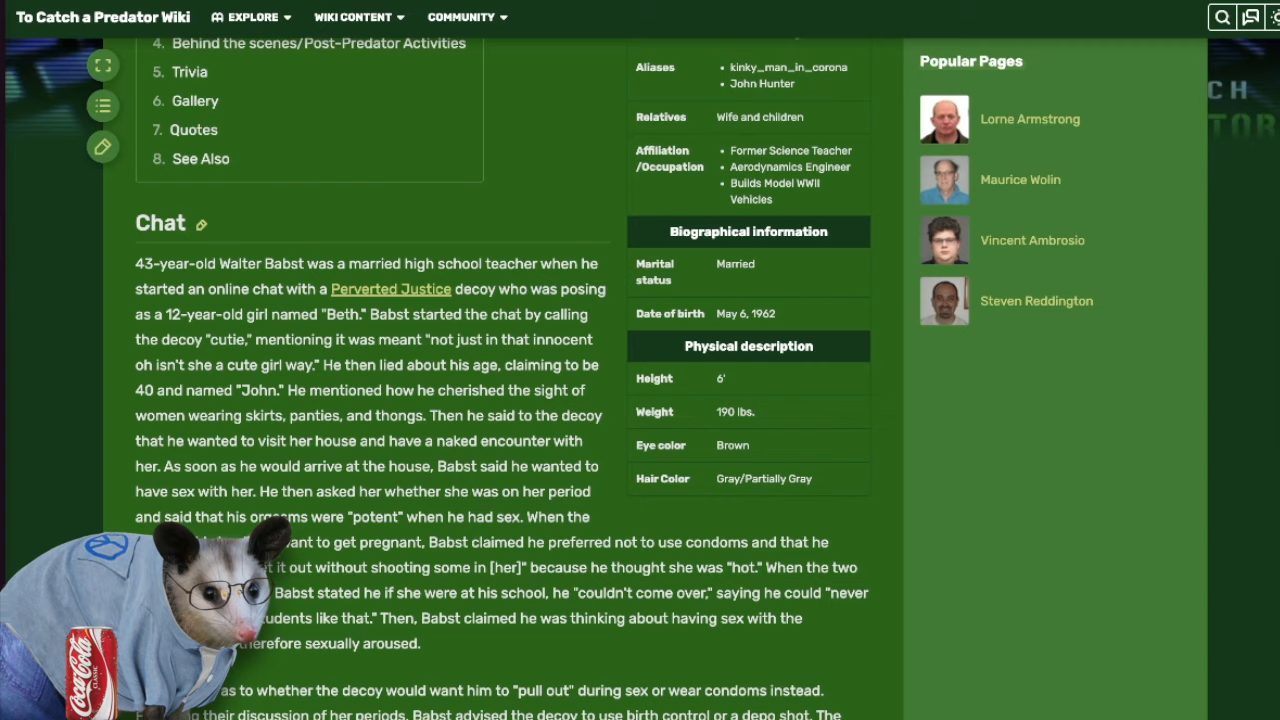 To Catch a Predator Wiki
EXPLORE
WIKI CONTENT
COMMUNITY
4. Behind the scenes/Post-Predator Activities
5. Trivia
6. Gallery
7. Quotes
8. See Also
Chat
43-year-old Walter Babst was a married high school teacher when he
started an online chat with a Perverted Justice decoy who was posing
as a 12-year-old girl named "Beth." Babst started the chat by calling
the decoy "cutie," mentioning it was meant "not just in that innocent
oh isn't she a cute girl way." He then lied about his age, claiming to be
40 and named "John." He mentioned how he cherished the sight of
women wearing skirts, panties, and thongs. Then he said to the decoy
that he wanted to visit her house and have a naked encounter with
her. As soon as he would arrive at the house, Babst said he wanted to
have sex with her. He then asked her whether she was on her period
and said that his orgasms were "potent" when he had sex. When the
want to get pregnant, Babst claimed he preferred not to use condoms and that he
it out without shooting some in [her]" because he thought she was "hot." When the two
Babst stated he if she were at his school, he "couldn't come over," saying he could "never
students like that." Then, Babst claimed he was thinking about having sex with the
therefore sexually aroused.
as to whether the decoy would want him to "pull out" during sex or wear condoms instead.
their discussion of her periods, Babst advised the decoy to use birth control or a depo shot. The
Aliases
• kinky_man_in_corona
• John Hunter
Relatives
Wife and children
Affiliation
/Occupation
• Former Science Teacher
• Aerodynamics Engineer
• Builds Model WWII
Vehicles
Biographical information
Marital
status
Married
Date of birth
May 6, 1962
Physical description
Height
6'
Weight
190 lbs.
Eye color
Brown
Hair Color
Gray/Partially Gray
Popular Pages
Lorne Armstrong
Maurice Wolin
Vincent Ambrosio
Steven Reddington
CH
TOR
Coca-Cola
CLASSIC